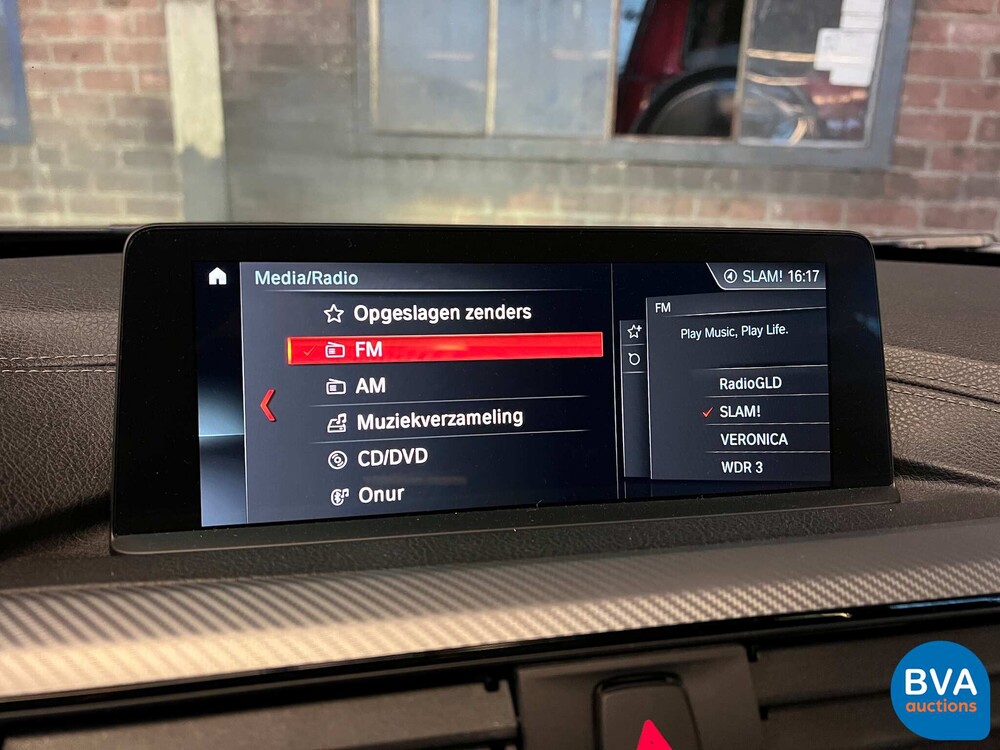 Media/Radio
SLAM! 16:17
Opgeslagen zenders
FM
AM
Muziekverzameling
CD/DVD
Onur
FM
Play Music, Play Life.
RadioGLD
SLAM!
VERONICA
WDR 3
BVA
auctions